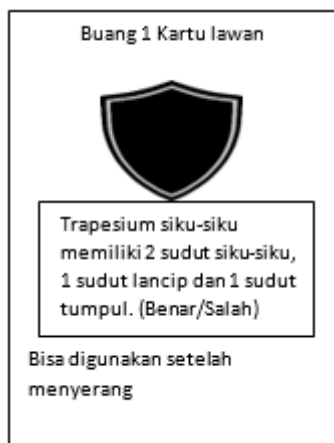 Buang 1 Kartu lawan
Trapesium siku-siku
memiliki 2 sudut siku-siku,
1 sudut lancip dan 1 sudut
tumpul. (Benar/Salah)
Bisa digunakan setelah
menyerang